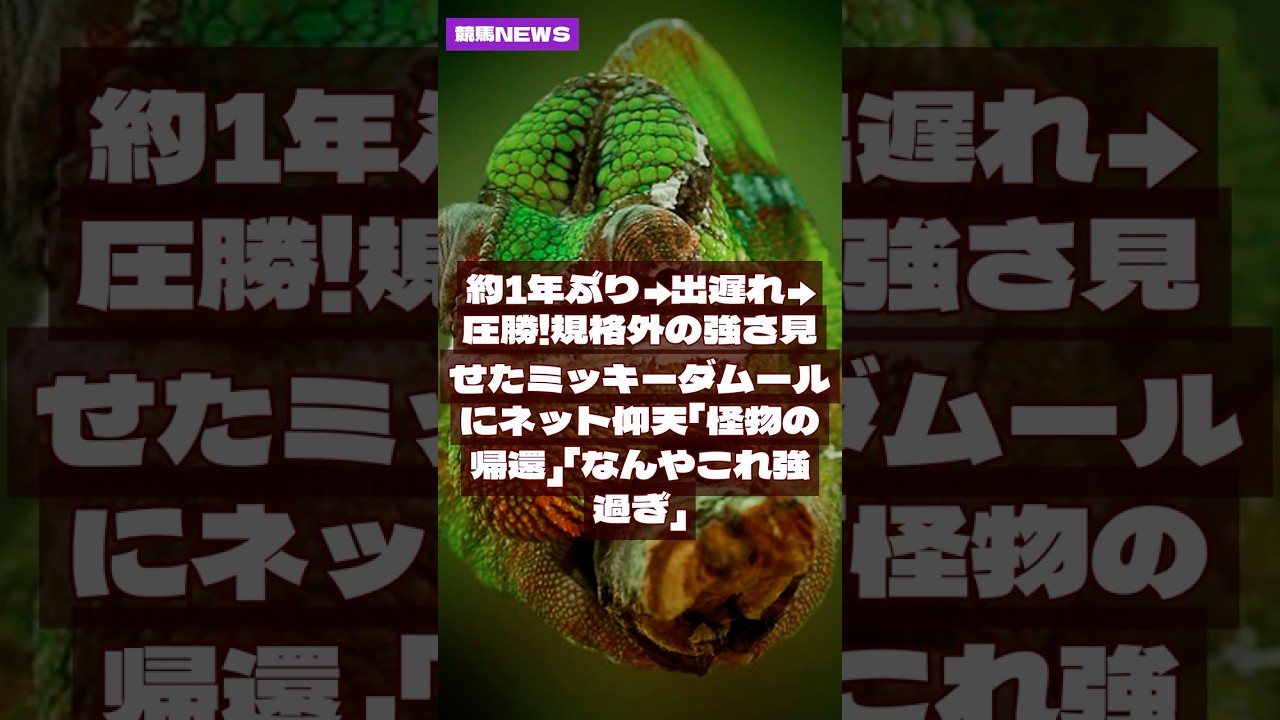 競馬NEWS
約1年ぶり→出遅れ→
圧勝!規格外の強さ見
せたミッキーダムール
にネット仰天「怪物の
帰還」「なんやこれ強
過ぎ」